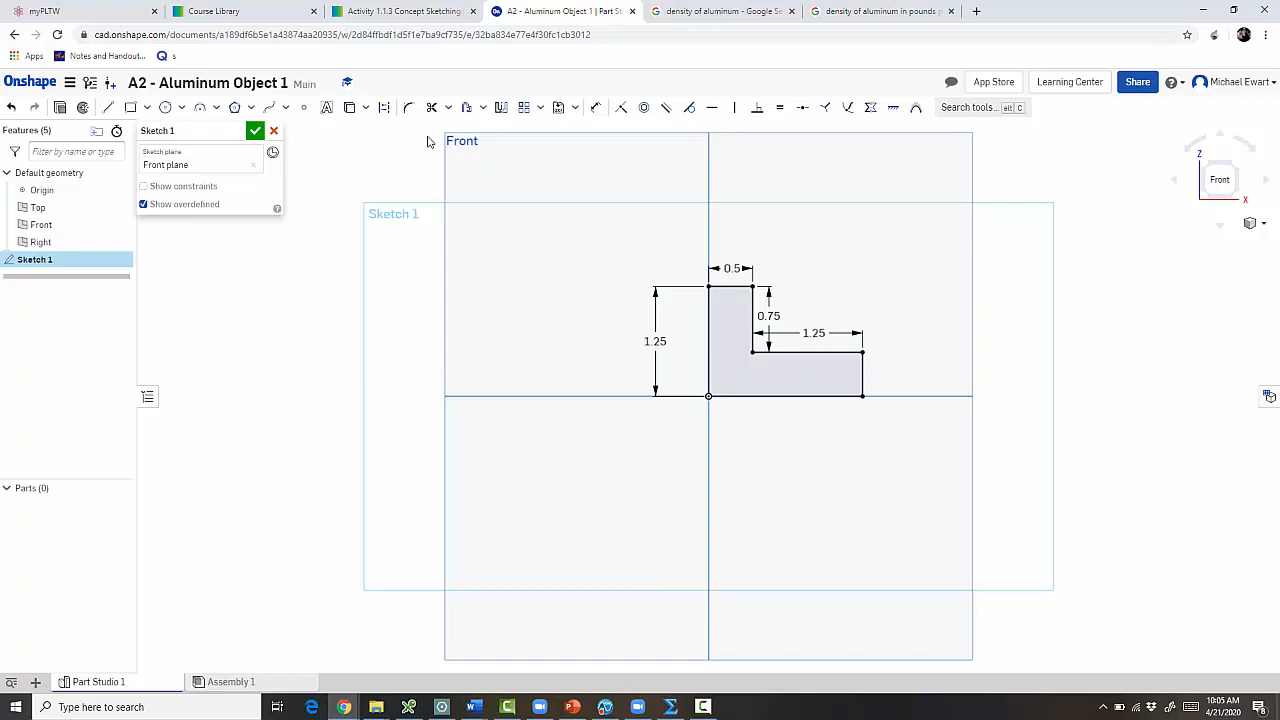 myPLTW
Course Library
Activity 1.1.3 Concept Sketching
A2 - Aluminum Object 1 | Part St
density of aluminum - Google Se
density of aluminum in pounds p
cad.onshape.com/documents/a189df6b5e1a43874aa20935/w/2d84ffbdf1d5f1e7ba9cf735/e/32ba834e77e4f30fc1cb3012
Apps
Notes and Handout...
s
Onshape
A2 - Aluminum Object 1 Main
App Store
Learning Center
Share
Michael Ewart
Search tools... alt C
Features (5)
Filter by name or type
Default geometry
Origin
Top
Front
Right
Sketch 1
Parts (0)
Sketch 1
Sketch plane
Front plane
Show constraints
Show overdefined
Front
Sketch 1
0.5
0.75
1.25
1.25
Z
Front
X
Part Studio 1
Assembly 1
Type here to search
10:05 AM
4/21/2020